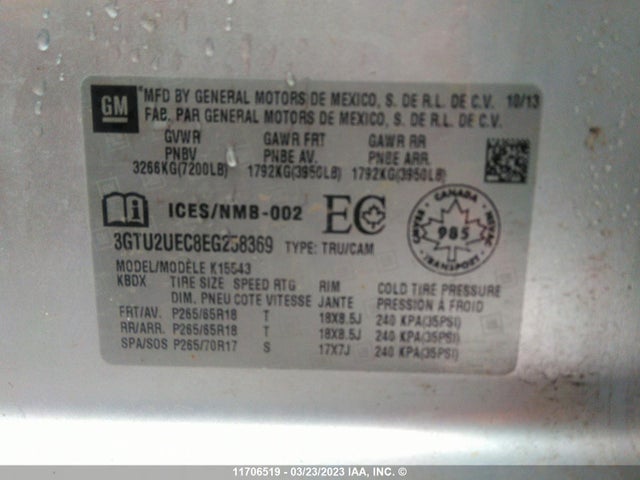 GM
*MFD BY GENERAL MOTORS DE MEXICO, S. DE R.L. DE C.V. 10/13
FAB. PAR GENERAL MOTORS DE MEXICO, S. DE R.L. DE C.V.
GVWR GAWR FRT GAWR RR
PNBV PNBE AV. PNBE ARR.
3266KG(7200LB) 1792KG(3950LB) 1792KG(3950LB)
ICES/NMB-002 EC
CANADA
985
TRANSPORT
3GTU2UEC8EG258369 TYPE: TRU/CAM
MODEL/MODÈLE K15543
KBDX TIRE SIZE SPEED RTG RIM COLD TIRE PRESSURE
DIM. PNEU COTE VITESSE JANTE PRESSION À FROID
FRT/AV. P265/65R18 T 18X8.5J 240 KPA(35PSI)
RR/ARR. P265/65R18 T 18X8.5J 240 KPA(35PSI)
SPA/SOS P265/70R17 S 17X7J 240 KPA(35PSI)
11706519 - 03/23/2023 IAA, INC. ©